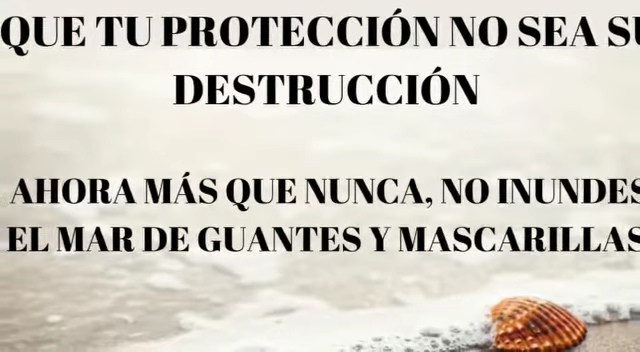 QUE TU PROTECCIÓN NO SEA SU
DESTRUCCIÓN
AHORA MÁS QUE NUNCA, NO INUNDES
EL MAR DE GUANTES Y MASCARILLAS